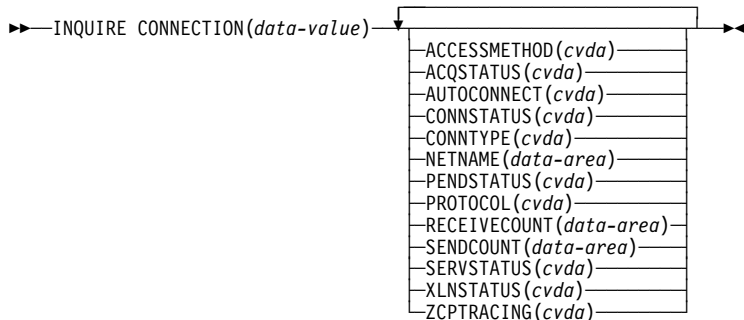 INQUIRE CONNECTION(data-value)
ACCESSMETHOD(cvda)
ACQSTATUS(cvda)
AUTOCONNECT(cvda)
CONNSTATUS(cvda)
CONNTYPE(cvda)
NETNAME(data-area)
PENDSTATUS(cvda)
PROTOCOL(cvda)
RECEIVECOUNT(data-area)
SENDCOUNT(data-area)
SERVSTATUS(cvda)
XLNSTATUS(cvda)
ZCPTRACING(cvda)